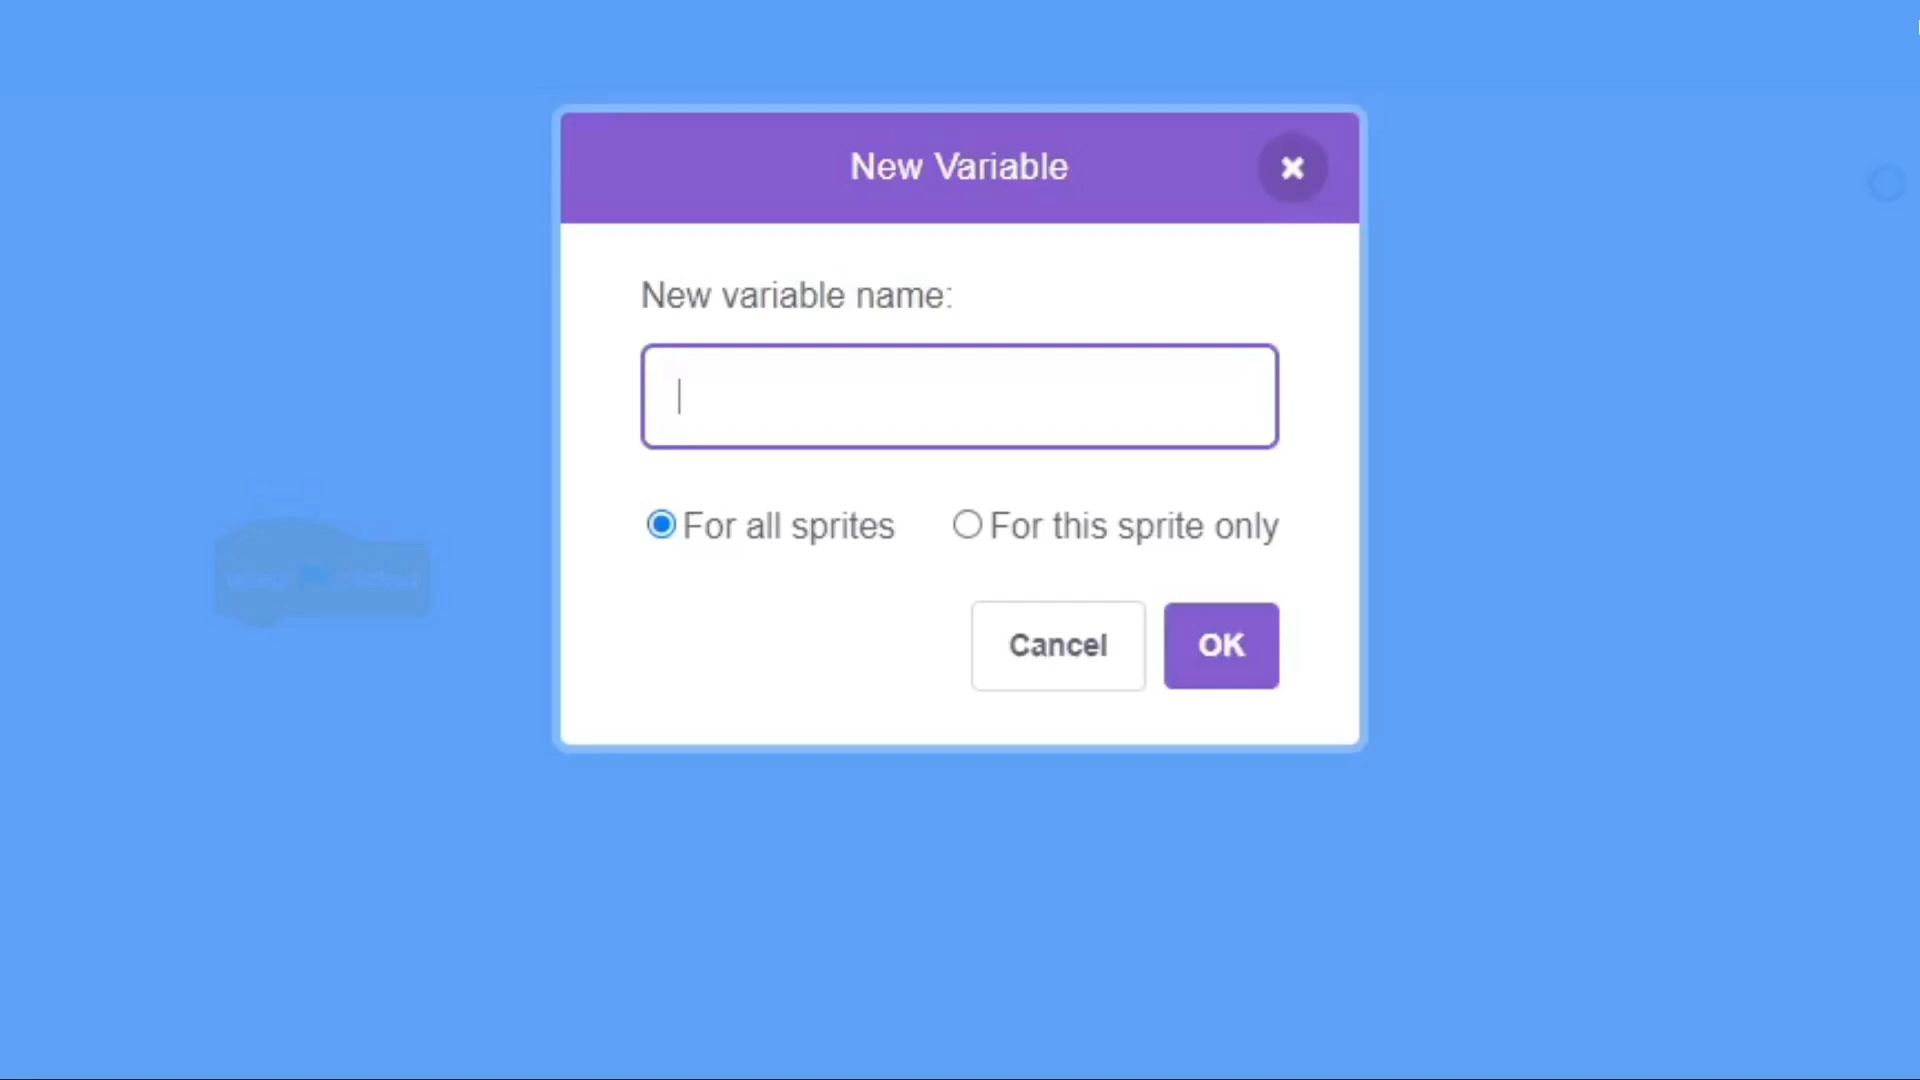 New Variable
New variable name:
For all sprites For this sprite only
Cancel OK